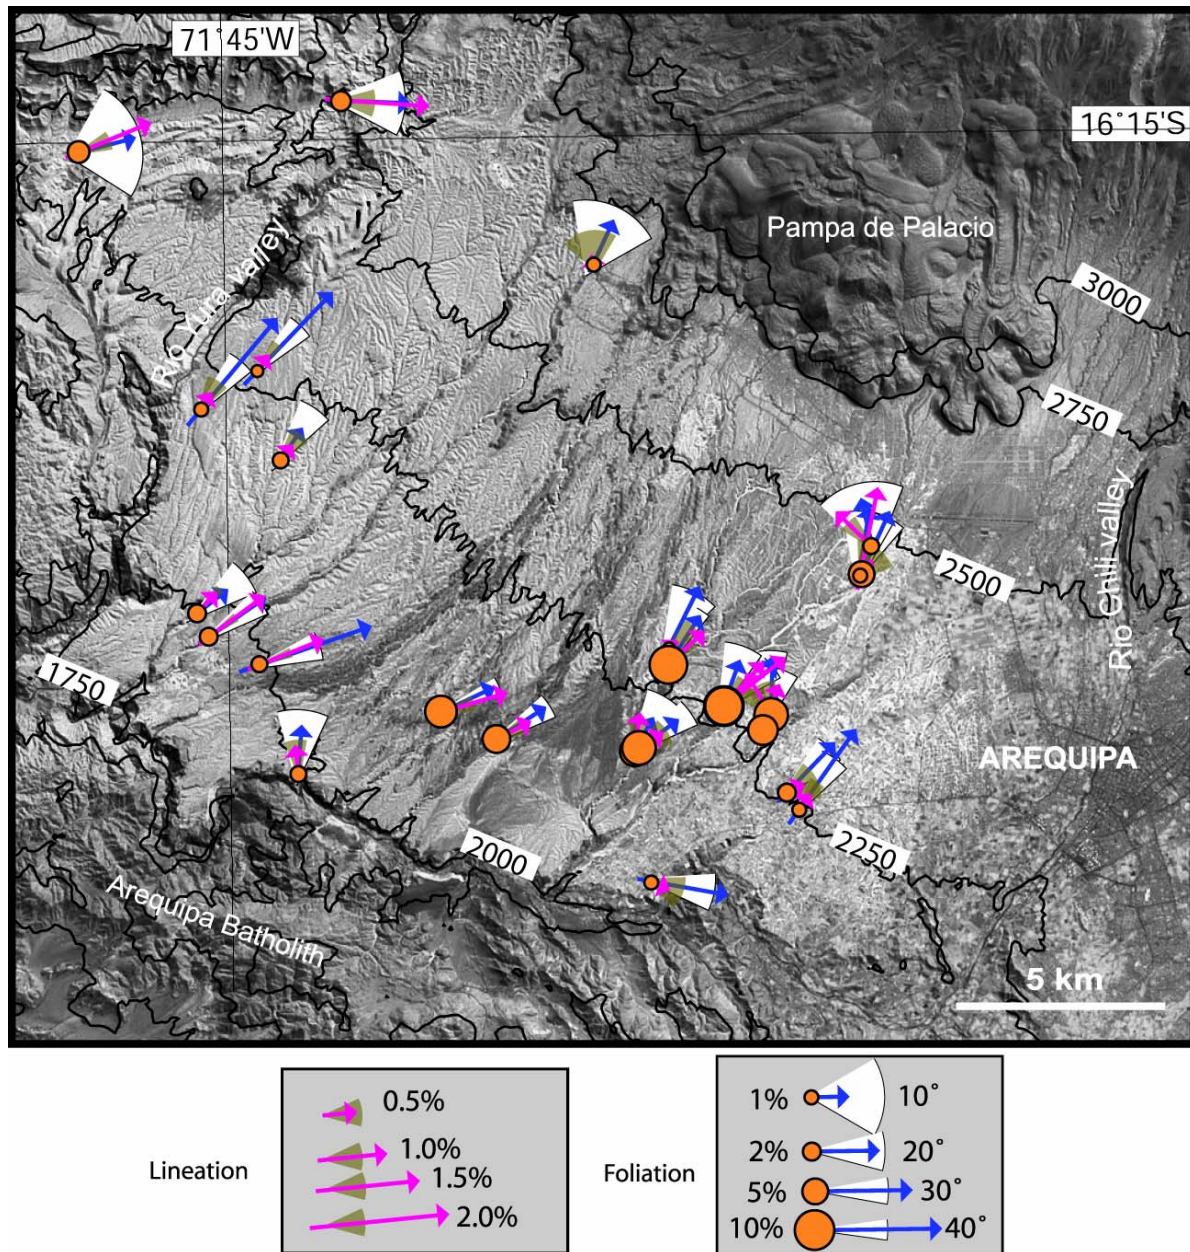 71˚45'W
16˚15'S
Pampa de Palacio
3000
Rio Yura valley
2750
2500
Rio Chili valley
1750
AREQUIPA
2000
2250
Arequipa Batholith
5 km
Lineation
0.5%
1.0%
1.5%
2.0%
Foliation
1% 10˚
2% 20˚
5% 30˚
10% 40˚